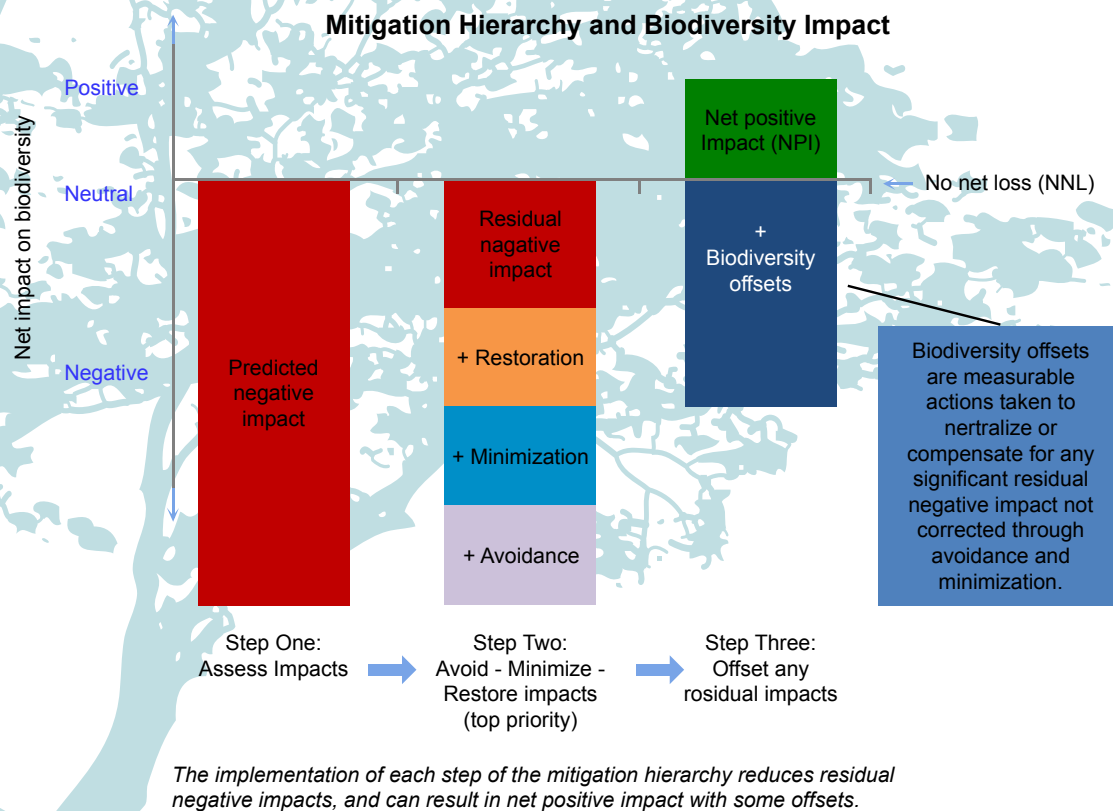 Mitigation Hierarchy and Biodiversity Impact
Net impact on biodiversity
Positive
Neutral
Negative
Predicted
negative
impact
Residual
nagative
impact
+ Restoration
+ Minimization
+ Avoidance
Net positive
Impact (NPI)
+
Biodiversity
offsets
No net loss (NNL)
Biodiversity offsets
are measurable
actions taken to
nertralize or
compensate for any
significant residual
negative impact not
corrected through
avoidance and
minimization.
Step One:
Assess Impacts
Step Two:
Avoid - Minimize -
Restore impacts
(top priority)
Step Three:
Offset any
rosidual impacts
The implementation of each step of the mitigation hierarchy reduces residual
negative impacts, and can result in net positive impact with some offsets.